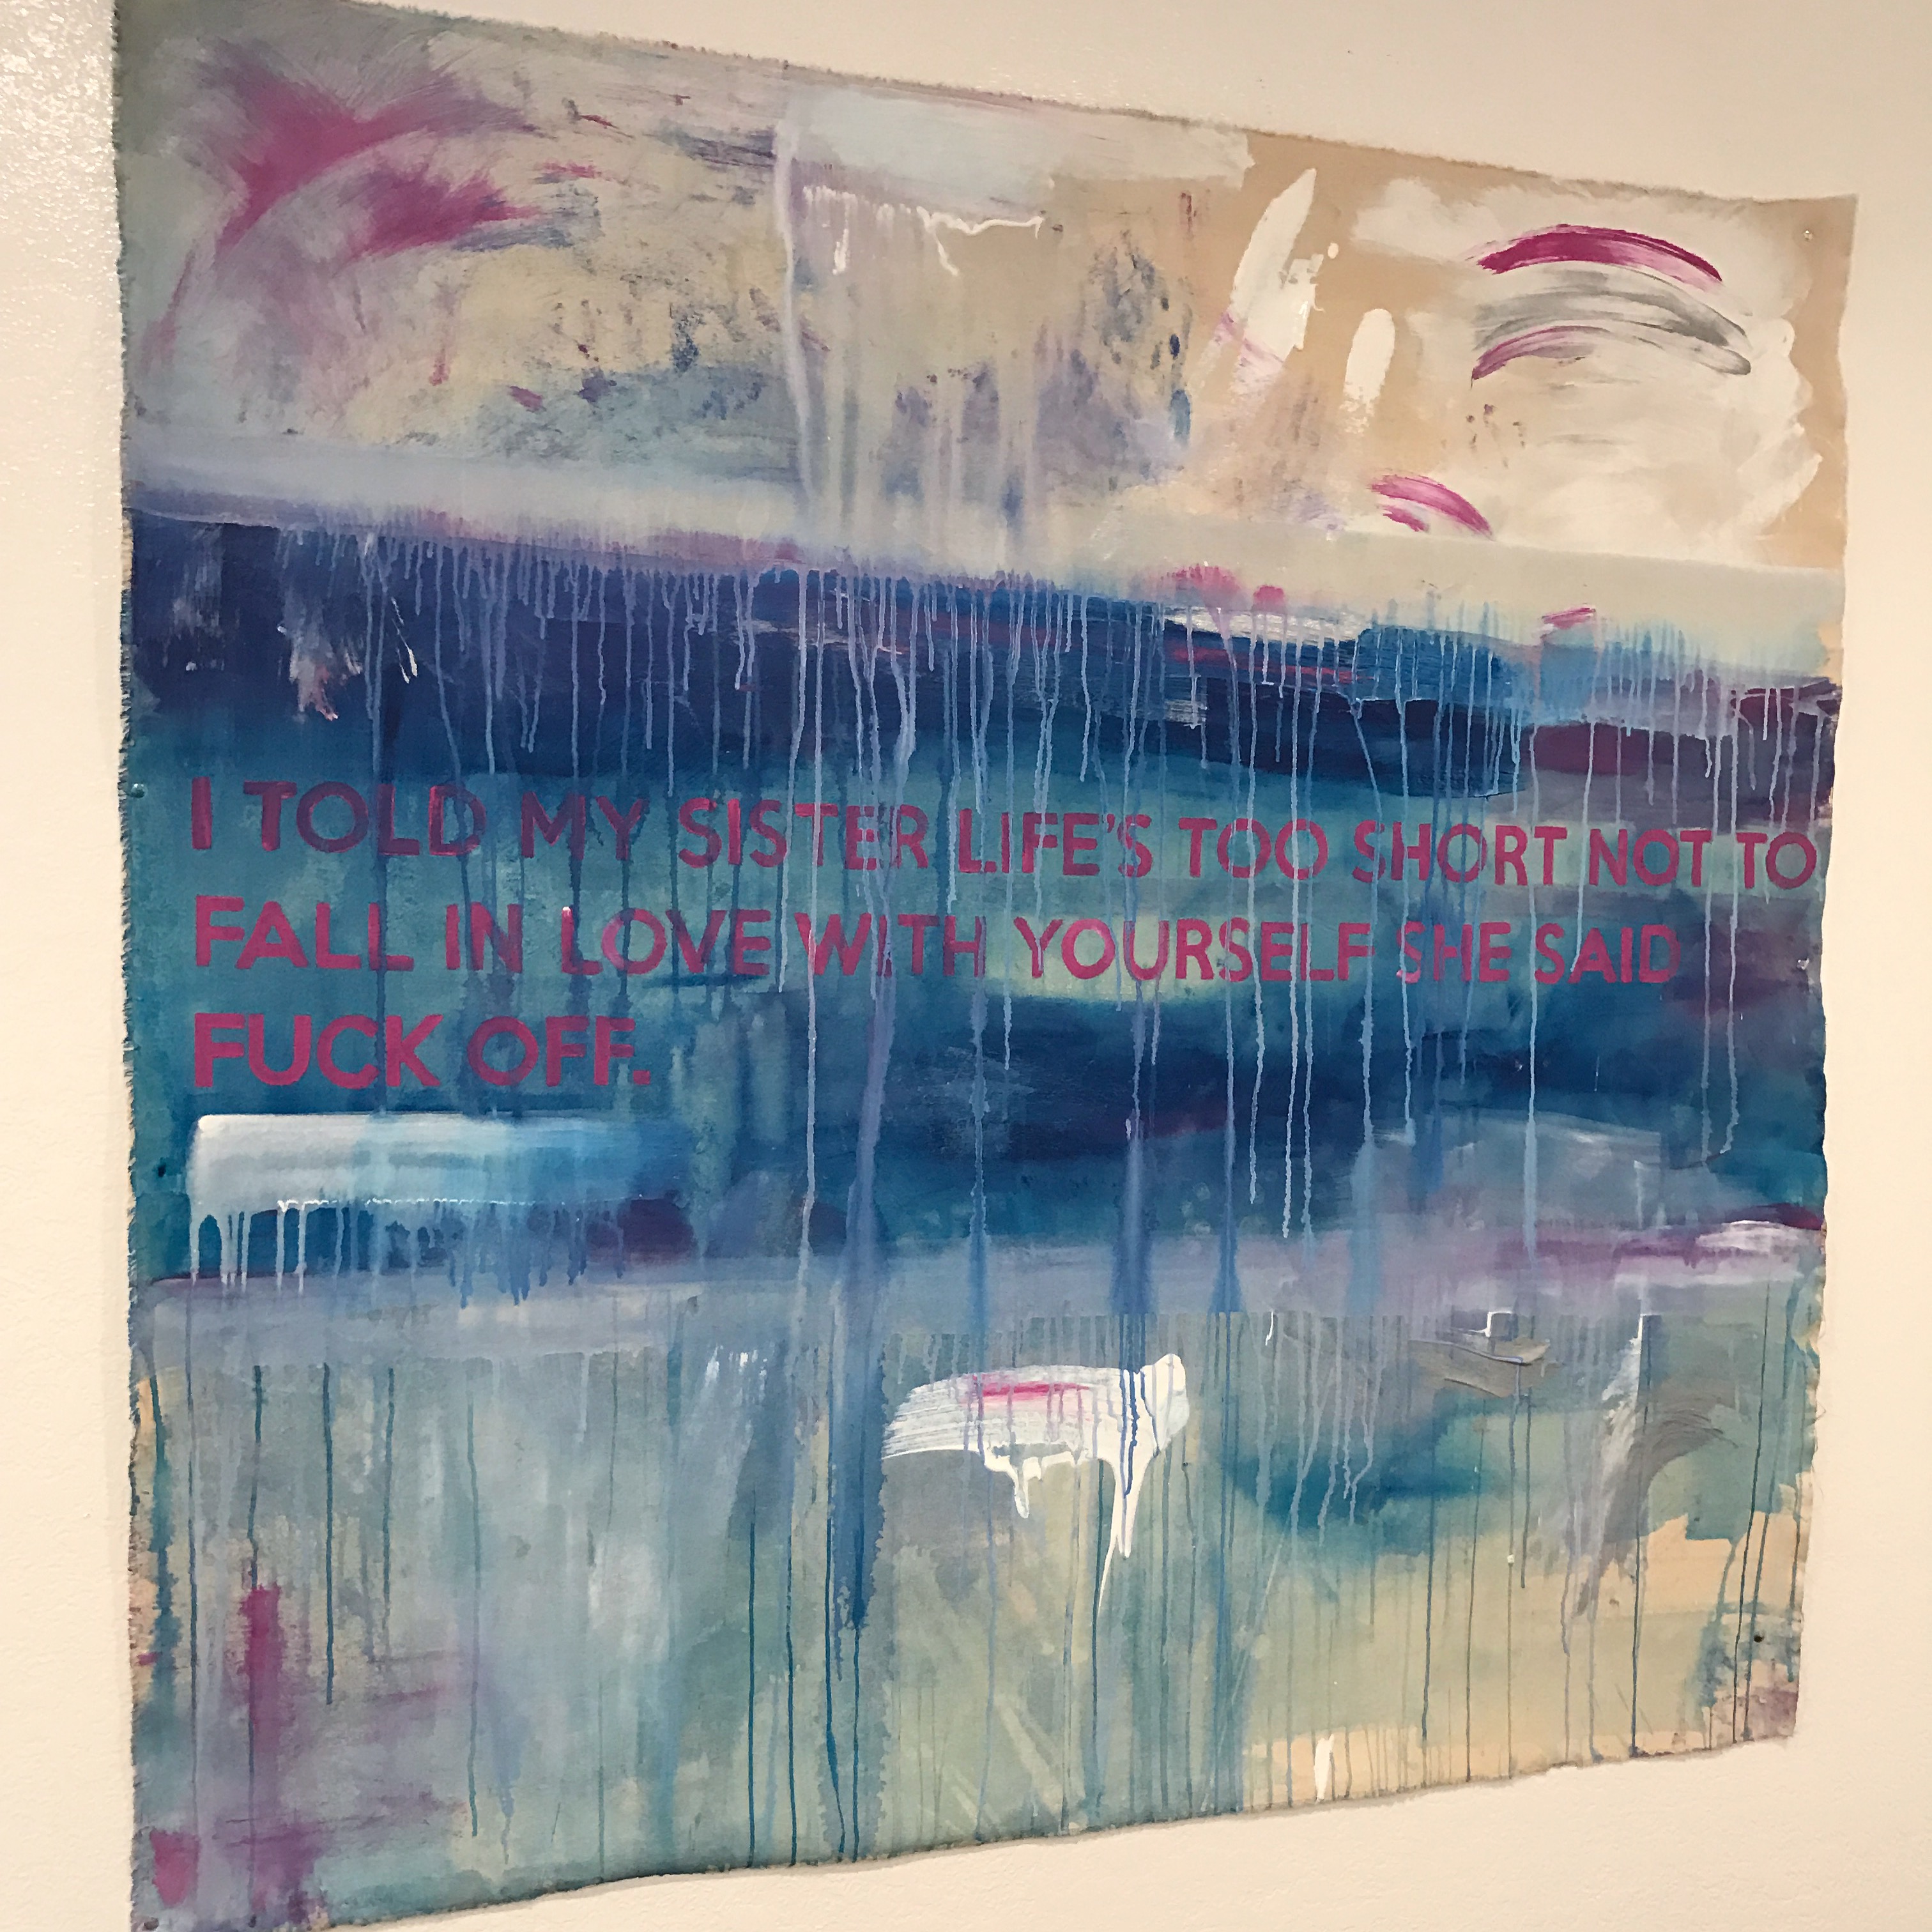 I TOLD MY SISTER LIFE'S TOO SHORT NOT TO
FALL IN LOVE WITH YOURSELF SHE SAID
FUCK OFF.